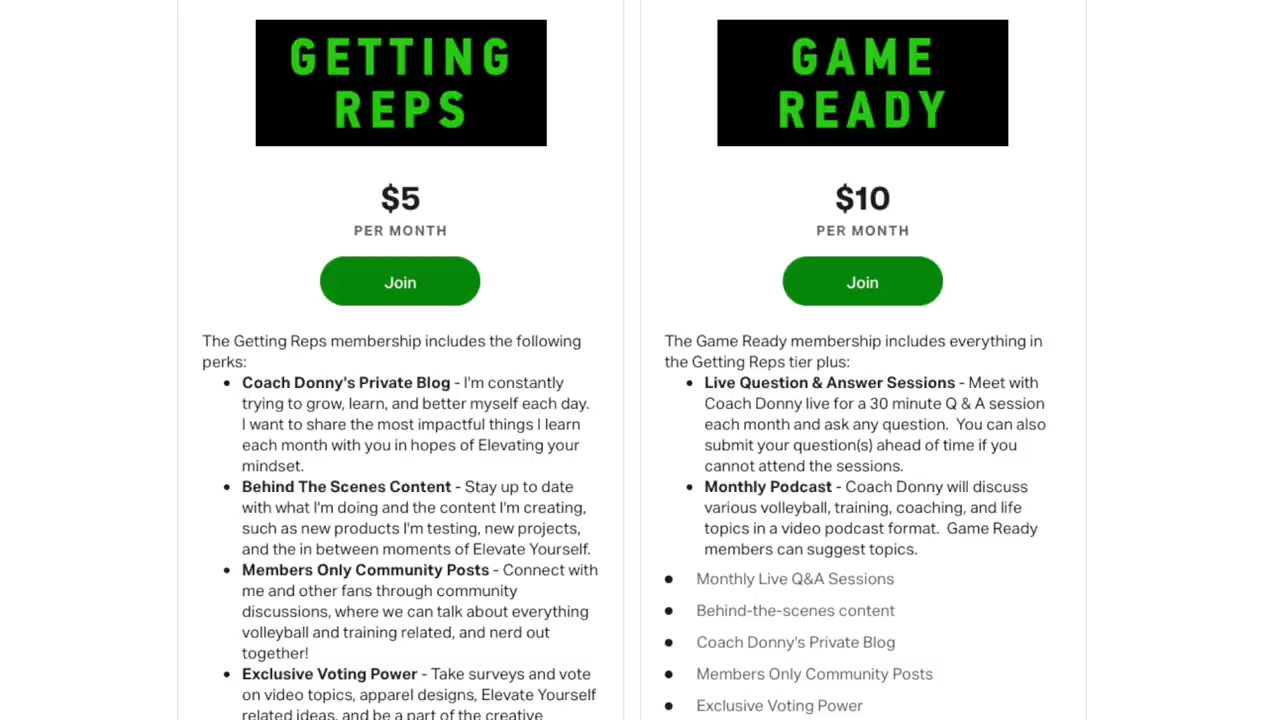 GETTING
REPS
$5
PER MONTH
Join
The Getting Reps membership includes the following
perks:
• Coach Donny's Private Blog - I'm constantly
trying to grow, learn, and better myself each day.
I want to share the most impactful things I learn
each month with you in hopes of Elevating your
mindset.
• Behind The Scenes Content - Stay up to date
with what I'm doing and the content I'm creating,
such as new products I'm testing, new projects,
and the in between moments of Elevate Yourself.
• Members Only Community Posts - Connect with
me and other fans through community
discussions, where we can talk about everything
volleyball and training related, and nerd out
together!
• Exclusive Voting Power - Take surveys and vote
on video topics, apparel designs, Elevate Yourself
related ideas, and be a part of the creative
GAME
READY
$10
PER MONTH
Join
The Game Ready membership includes everything in
the Getting Reps tier plus:
• Live Question & Answer Sessions - Meet with
Coach Donny live for a 30 minute Q & A session
each month and ask any question. You can also
submit your question(s) ahead of time if you
cannot attend the sessions.
• Monthly Podcast - Coach Donny will discuss
various volleyball, training, coaching, and life
topics in a video podcast format. Game Ready
members can suggest topics.
• Monthly Live Q&A Sessions
• Behind-the-scenes content
• Coach Donny's Private Blog
• Members Only Community Posts
• Exclusive Voting Power